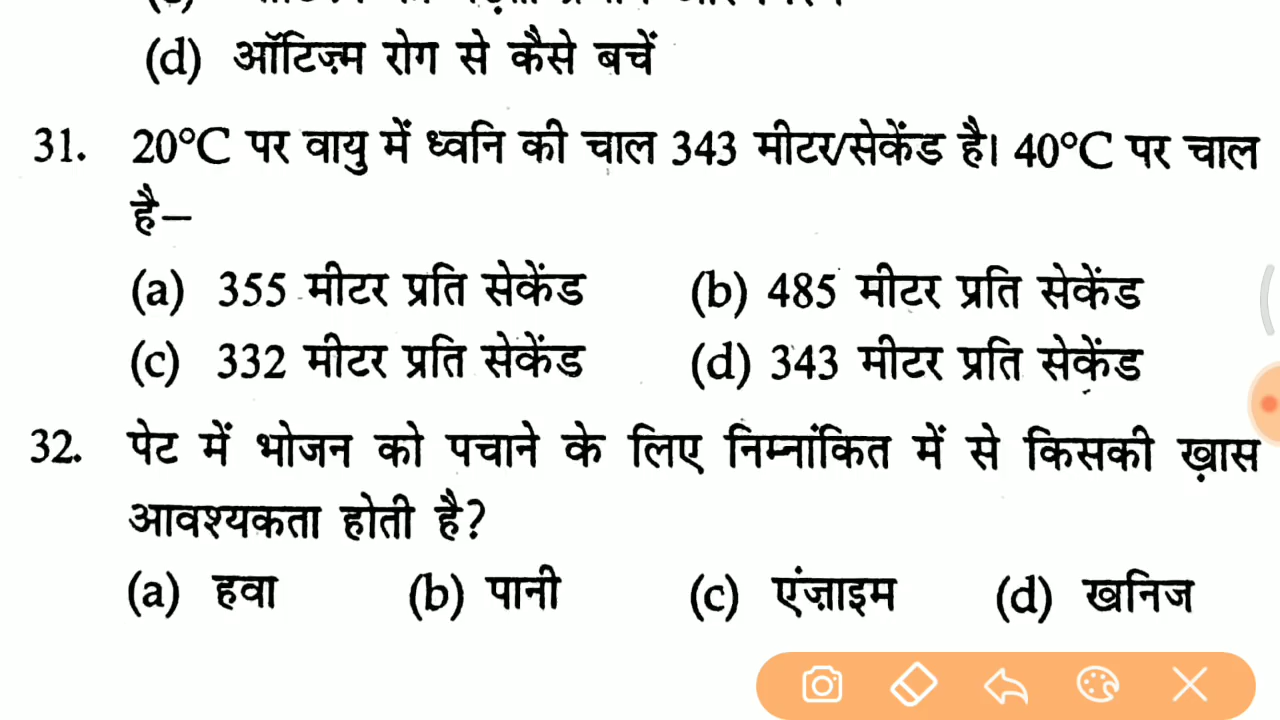 (d) ऑटिज़्म रोग से कैसे बचें
31. 20°C पर वायु में ध्वनि की चाल 343 मीटर/सेकेंड है। 40°C पर चाल
है–
(a) 355 मीटर प्रति सेकेंड (b) 485 मीटर प्रति सेकेंड
(c) 332 मीटर प्रति सेकेंड (d) 343 मीटर प्रति सेकेंड
32. पेट में भोजन को पचाने के लिए निम्नांकित में से किसकी ख़ास
आवश्यकता होती है?
(a) हवा (b) पानी (c) एंज़ाइम (d) खनिज